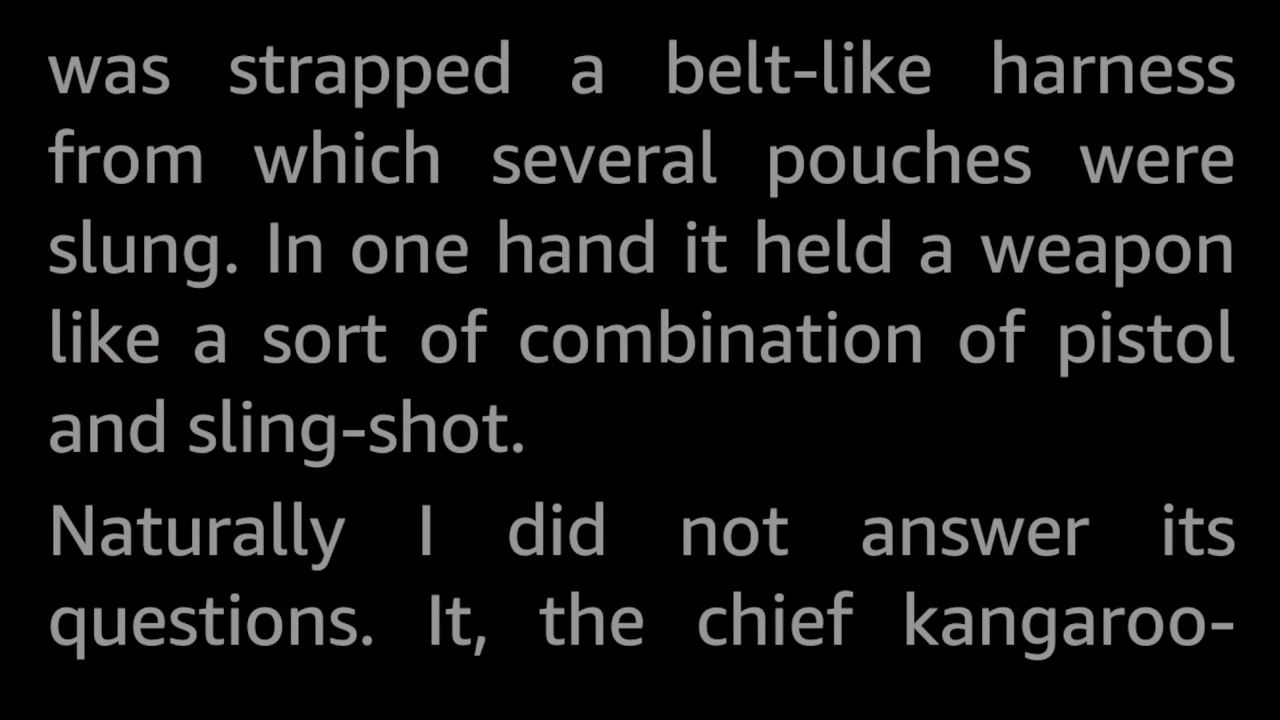 was strapped a belt-like harness
from which several pouches were
slung. In one hand it held a weapon
like a sort of combination of pistol
and sling-shot.
Naturally I did not answer its
questions. It, the chief kangaroo-